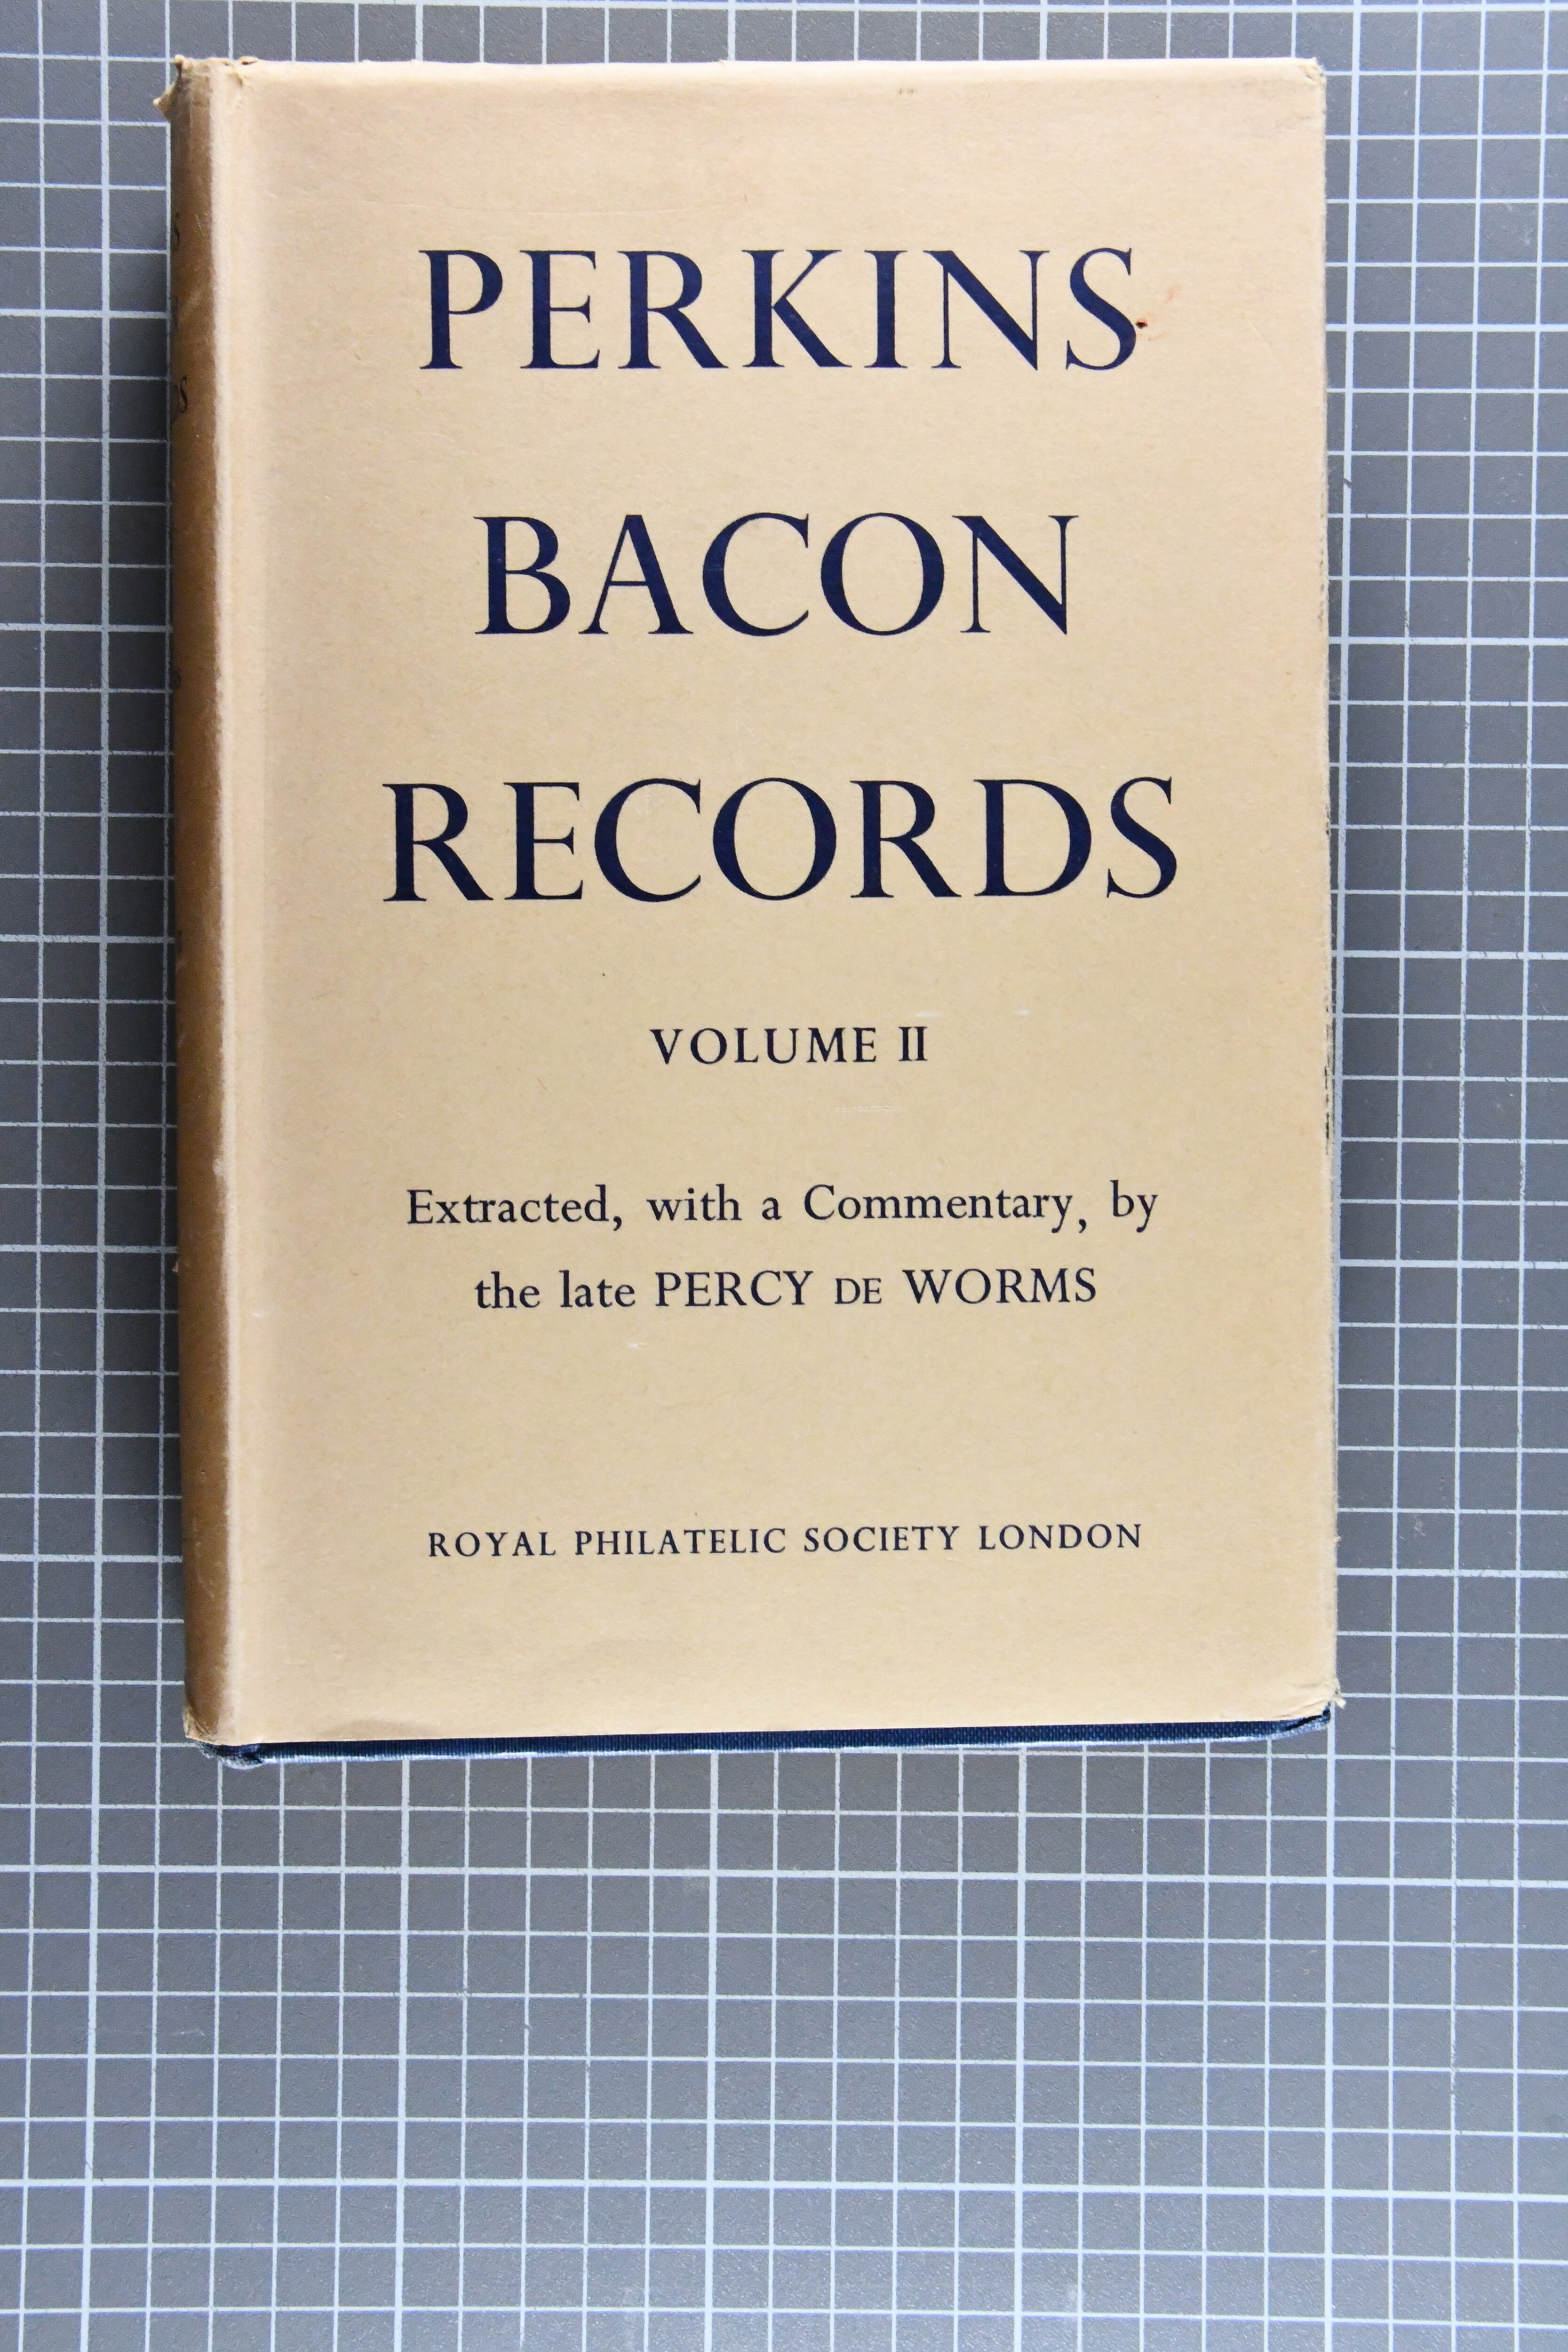 PERKINS
BACON
RECORDS
VOLUME II
Extracted, with a Commentary, by
the late PERCY DE WORMS
ROYAL PHILATELIC SOCIETY LONDON